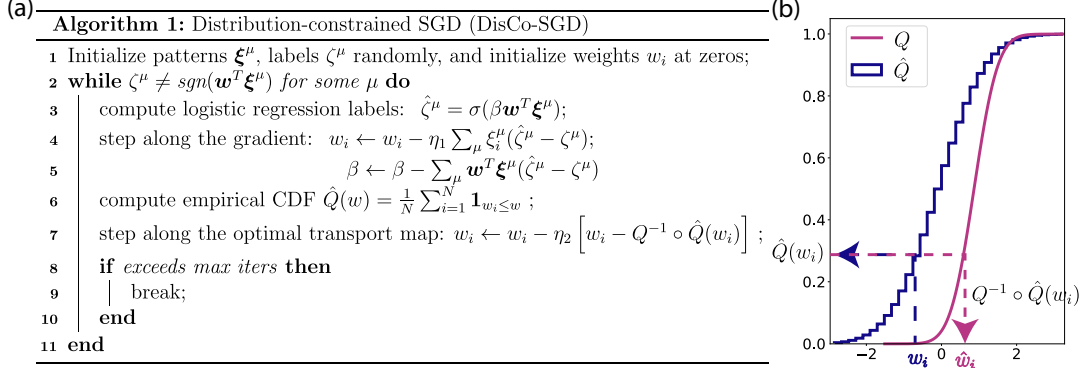 (a)
Algorithm 1: Distribution-constrained SGD (DisCo-SGD)
1 Initialize patterns ξ^μ, labels ζ^μ randomly, and initialize weights w_i at zeros;
2 while ζ^μ ≠ sgn(w^T ξ^μ) for some μ do
3 compute logistic regression labels: ζ̂^μ = σ(βw^T ξ^μ);
4 step along the gradient: w_i ← w_i − η_1 ∑_μ ξ_i^μ(ζ̂^μ − ζ^μ);
5 β ← β − ∑_μ w^T ξ^μ(ζ̂^μ − ζ^μ)
6 compute empirical CDF Q̂(w) = 1/N ∑_{i=1}^N 1_{w_i≤w} ;
7 step along the optimal transport map: w_i ← w_i − η_2 [w_i − Q^{−1} ∘ Q̂(w_i)] ;
8 if exceeds max iters then
9 break;
10 end
11 end
(b)
Q
Q̂
1.0
0.8
0.6
0.4
Q̂(w_i)
0.2
0.0
Q^{−1} ∘ Q̂(w_i)
−2
0
2
w_i
ŵ_i